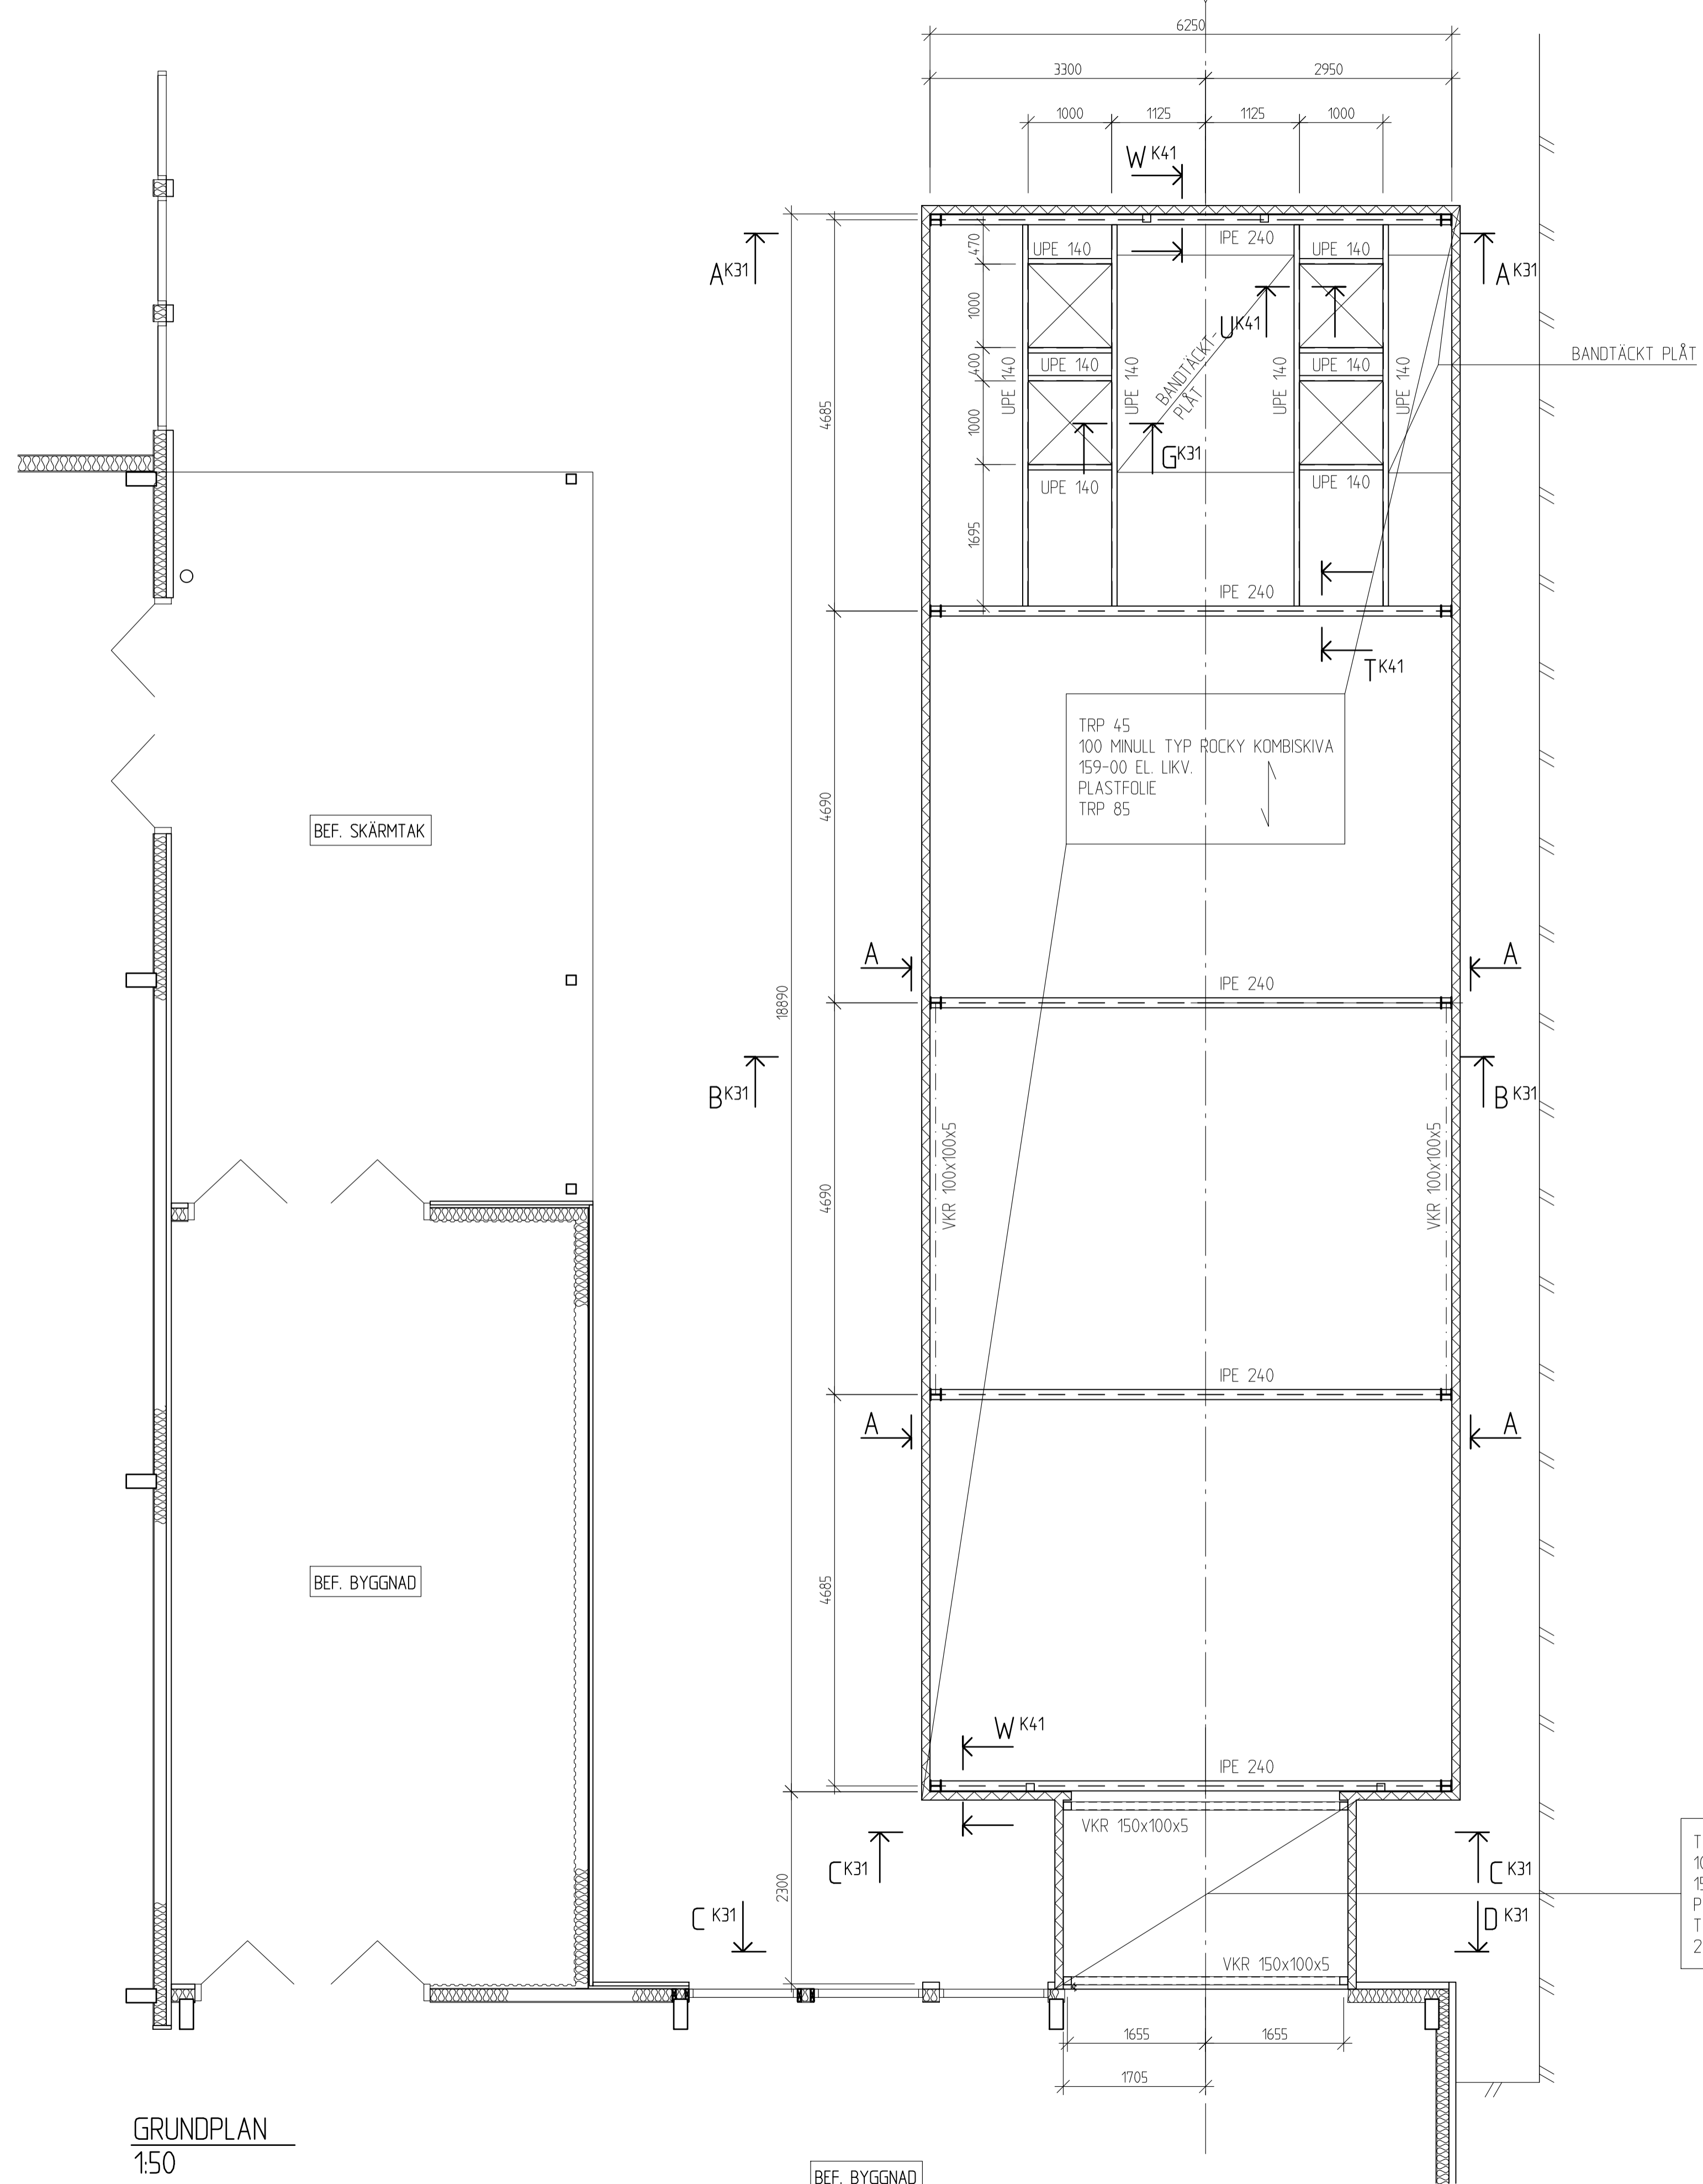 6250
3300
2950
1000
1125
1125
1000
W K41
A K31
A K31
470
1000
400
1000
1695
UPE 140
IPE 240
UPE 140
U K41
UPE 140
UPE 140
UPE 140
UPE 140
BANDTÄCKT-
PLÅT
UPE 140
UPE 140
BANDTÄCKT PLÅT
G K31
UPE 140
UPE 140
4685
IPE 240
T K41
TRP 45
100 MINULL TYP ROCKY KOMBISKIVA
159-00 EL. LIKV.
PLASTFOLIE
TRP 85
4690
BEF. SKÄRMTAK
A
A
18890
IPE 240
B K31
B K31
VKR 100x100x5
VKR 100x100x5
4690
IPE 240
A
A
4685
BEF. BYGGNAD
W K41
IPE 240
VKR 150x100x5
C K31
C K31
2300
C K31
D K31
VKR 150x100x5
1655
1655
1705
GRUNDPLAN
1:50
BEF. BYGGNAD